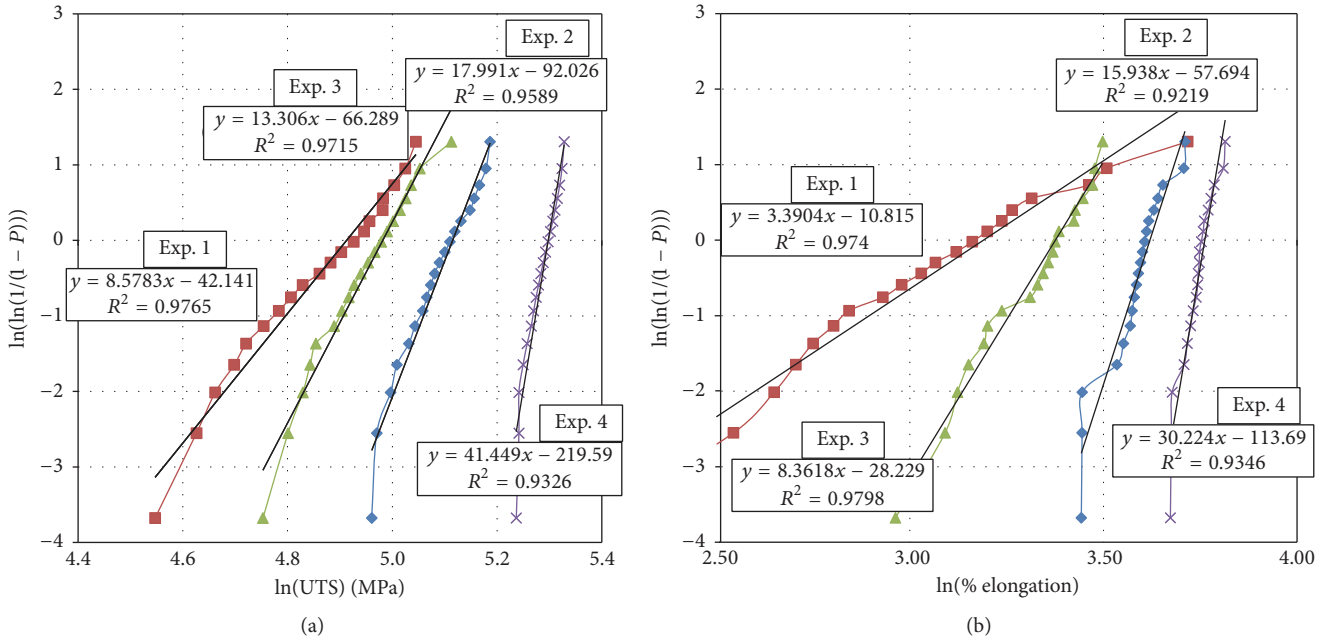 3
2
1
0
−1
−2
−3
−4
ln(ln(1/(1 − P)))
4.4
4.6
4.8
5.0
5.2
5.4
ln(UTS) (MPa)
Exp. 2
y = 17.991x − 92.026
R² = 0.9589
Exp. 3
y = 13.306x − 66.289
R² = 0.9715
Exp. 1
y = 8.5783x − 42.141
R² = 0.9765
Exp. 4
y = 41.449x − 219.59
R² = 0.9326
(a)
3
2
1
0
−1
−2
−3
−4
ln(ln(1/(1 − P)))
2.50
3.00
3.50
4.00
ln(% elongation)
Exp. 2
y = 15.938x − 57.694
R² = 0.9219
Exp. 1
y = 3.3904x − 10.815
R² = 0.974
Exp. 4
y = 30.224x − 113.69
R² = 0.9346
Exp. 3
y = 8.3618x − 28.229
R² = 0.9798
(b)